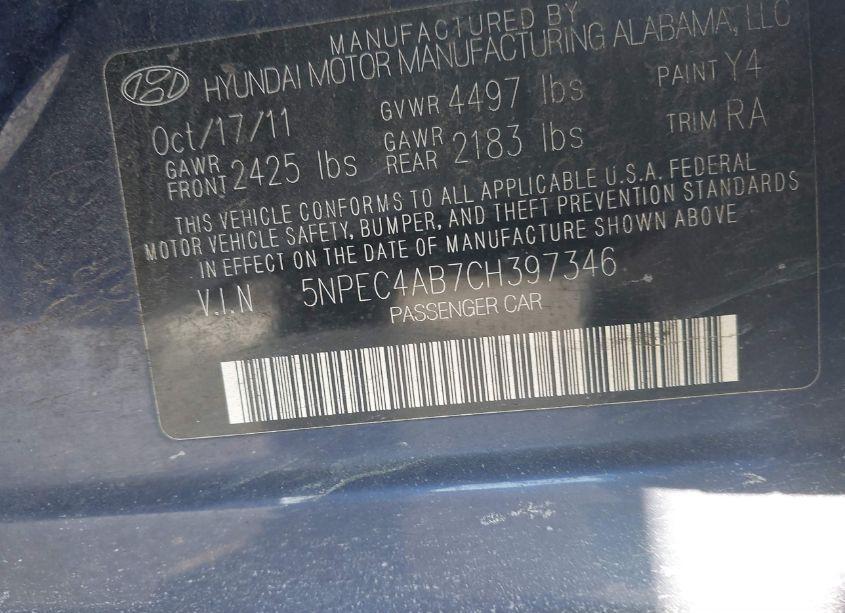 MANUFACTURED BY
HYUNDAI MOTOR MANUFACTURING ALABAMA, LLC
Oct/17/11 GVWR 4497 lbs PAINT Y4
GAWR FRONT 2425 lbs GAWR REAR 2183 lbs TRIM RA
THIS VEHICLE CONFORMS TO ALL APPLICABLE U.S.A. FEDERAL
MOTOR VEHICLE SAFETY, BUMPER, AND THEFT PREVENTION STANDARDS
IN EFFECT ON THE DATE OF MANUFACTURE SHOWN ABOVE
V.I.N 5NPEC4AB7CH397346
PASSENGER CAR